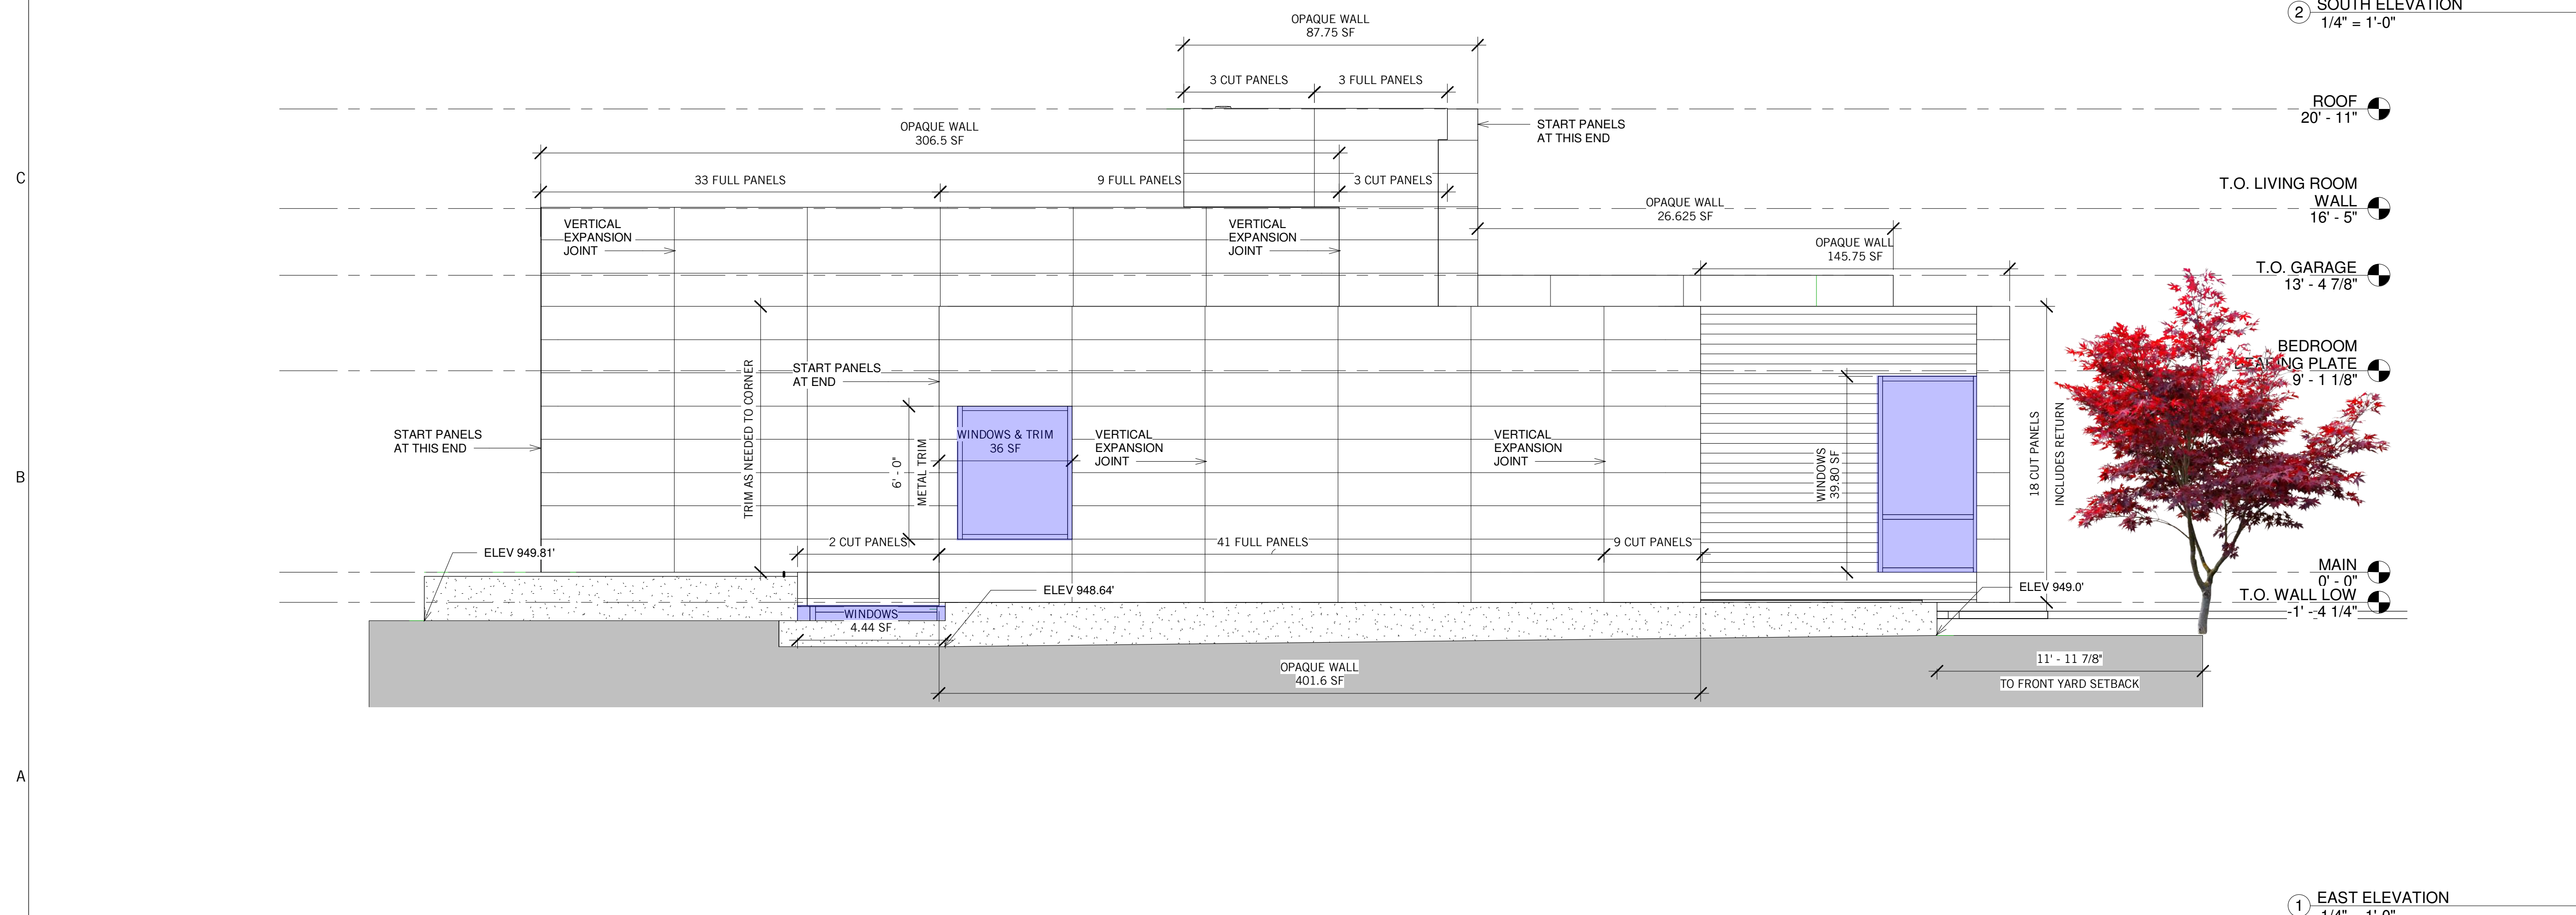 2 SOUTH ELEVATION
1/4" = 1'-0"
OPAQUE WALL
87.75 SF
3 CUT PANELS
3 FULL PANELS
ROOF
20' - 11"
START PANELS
AT THIS END
OPAQUE WALL
306.5 SF
C
33 FULL PANELS
9 FULL PANELS
3 CUT PANELS
T.O. LIVING ROOM
WALL
16' - 5"
OPAQUE WALL
26.625 SF
VERTICAL
EXPANSION
JOINT
VERTICAL
EXPANSION
JOINT
OPAQUE WALL
145.75 SF
T.O. GARAGE
13' - 4 7/8"
BEDROOM
BEARING PLATE
9' - 1 1/8"
START PANELS
AT END
TRIM AS NEEDED TO CORNER
START PANELS
AT THIS END
WINDOWS & TRIM
36 SF
6' - 0"
METAL TRIM
VERTICAL
EXPANSION
JOINT
VERTICAL
EXPANSION
JOINT
WINDOWS
39.80 SF
18 CUT PANELS
INCLUDES RETURN
B
2 CUT PANELS
41 FULL PANELS
9 CUT PANELS
ELEV 949.81'
MAIN
0' - 0"
ELEV 948.64'
ELEV 949.0'
T.O. WALL LOW
-1' - -4 1/4"
WINDOWS
4.44 SF
OPAQUE WALL
401.6 SF
11' - 11 7/8"
TO FRONT YARD SETBACK
A
1 EAST ELEVATION
1/4" = 1'-0"